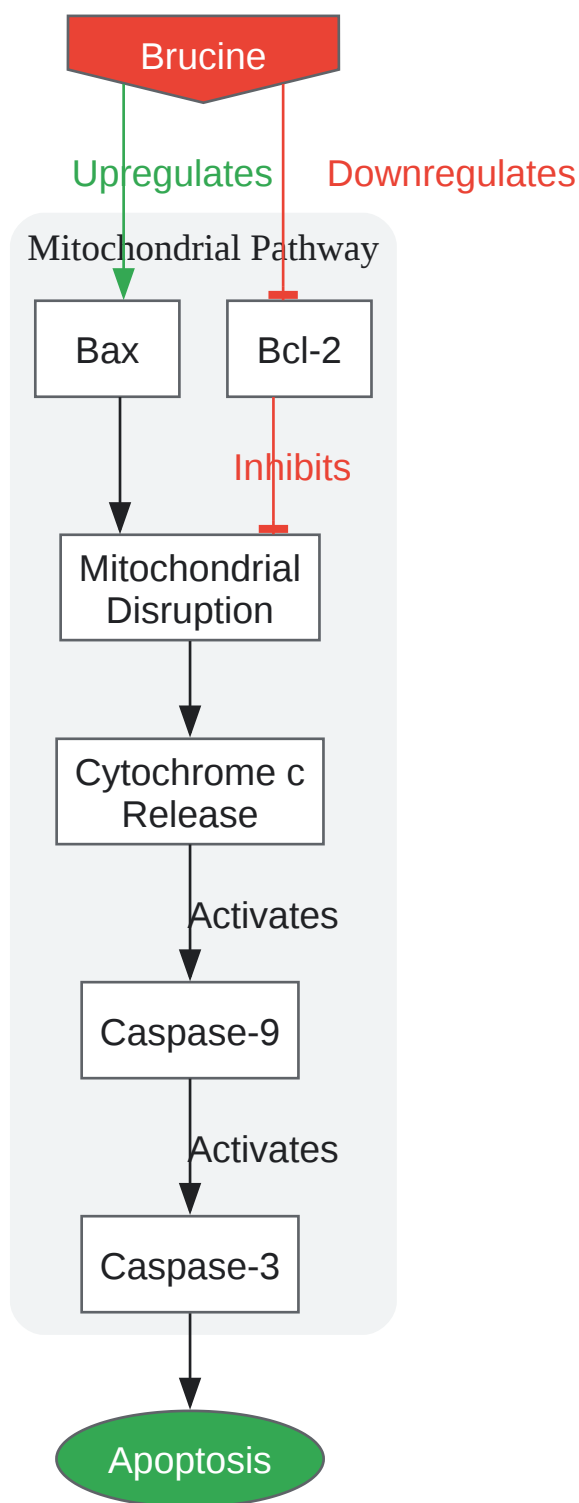 Brucine
Upregulates
Downregulates
Mitochondrial Pathway
Bax
Bcl-2
Inhibits
Mitochondrial
Disruption
Cytochrome c
Release
Activates
Caspase-9
Activates
Caspase-3
Apoptosis